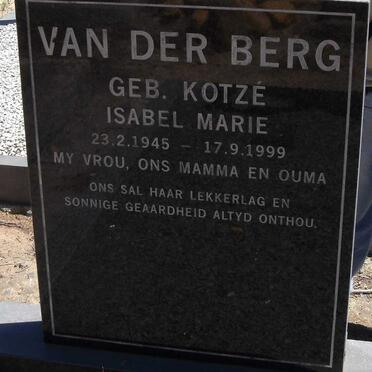 VAN DER BERG
GEB. KOTZÉ
ISABEL MARIE
23.2.1945 – 17.9.1999
MY VROU, ONS MAMMA EN OUMA
ONS SAL HAAR LEKKERLAG EN
SONNIGE GEAARDHEID ALTYD ONTHOU.